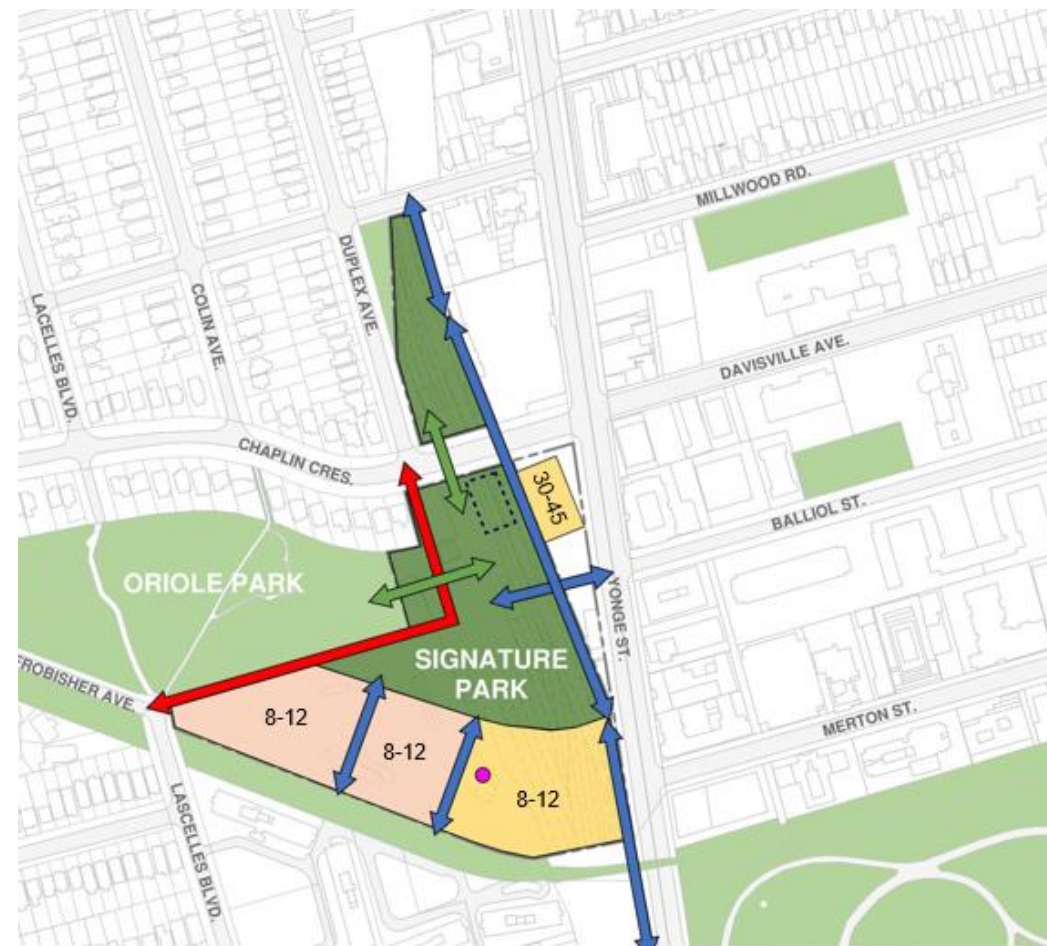 MILLWOOD RD.
DUPLEX AVE.
COLIN AVE.
LACELLES BLVD.
DAVISVILLE AVE.
CHAPLIN CRES.
30-45
BALLIOL ST.
ORIOLE PARK
YONGE ST.
SIGNATURE
PARK
FROBISHER AVE.
8-12
8-12
8-12
MERTON ST.
LASCELLES BLVD.